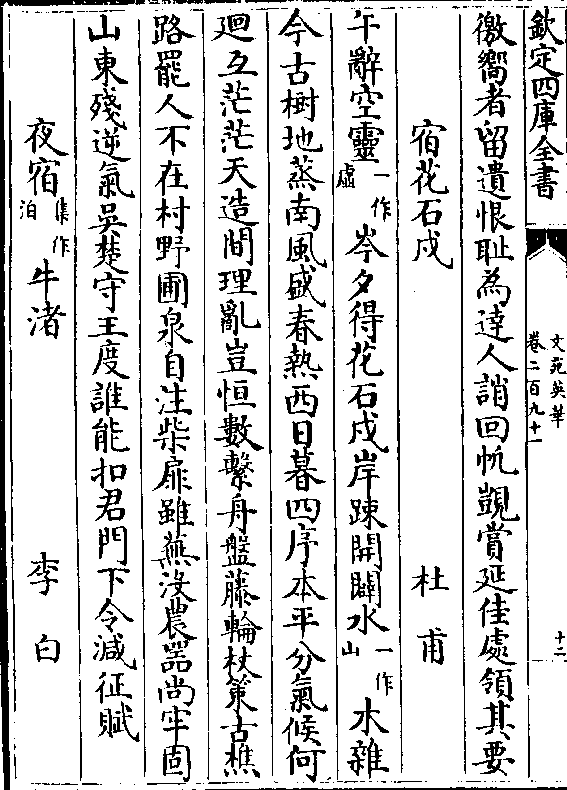 欽定四庫全書
文苑英華
卷二百九十一
十二
徼嚮者留遺恨耻為達人誚回帆覬賞延佳處領其要
宿花石戍 杜甫
午辭空靈一作虛岑夕得花石戍岸踈開闢水一作山木雜
今古樹地蒸南風盛春熱西日暮四序本平分氣候何
廻互茫茫天造間理亂豈恒數繫舟盤藤輪杖策古樵
路罷人不在村野圃泉自注柴扉雖蕪没農器尚牢固
山東殘逆氣吳楚守王度誰能扣君門下令減征賦
夜宿集作泊牛渚 李白